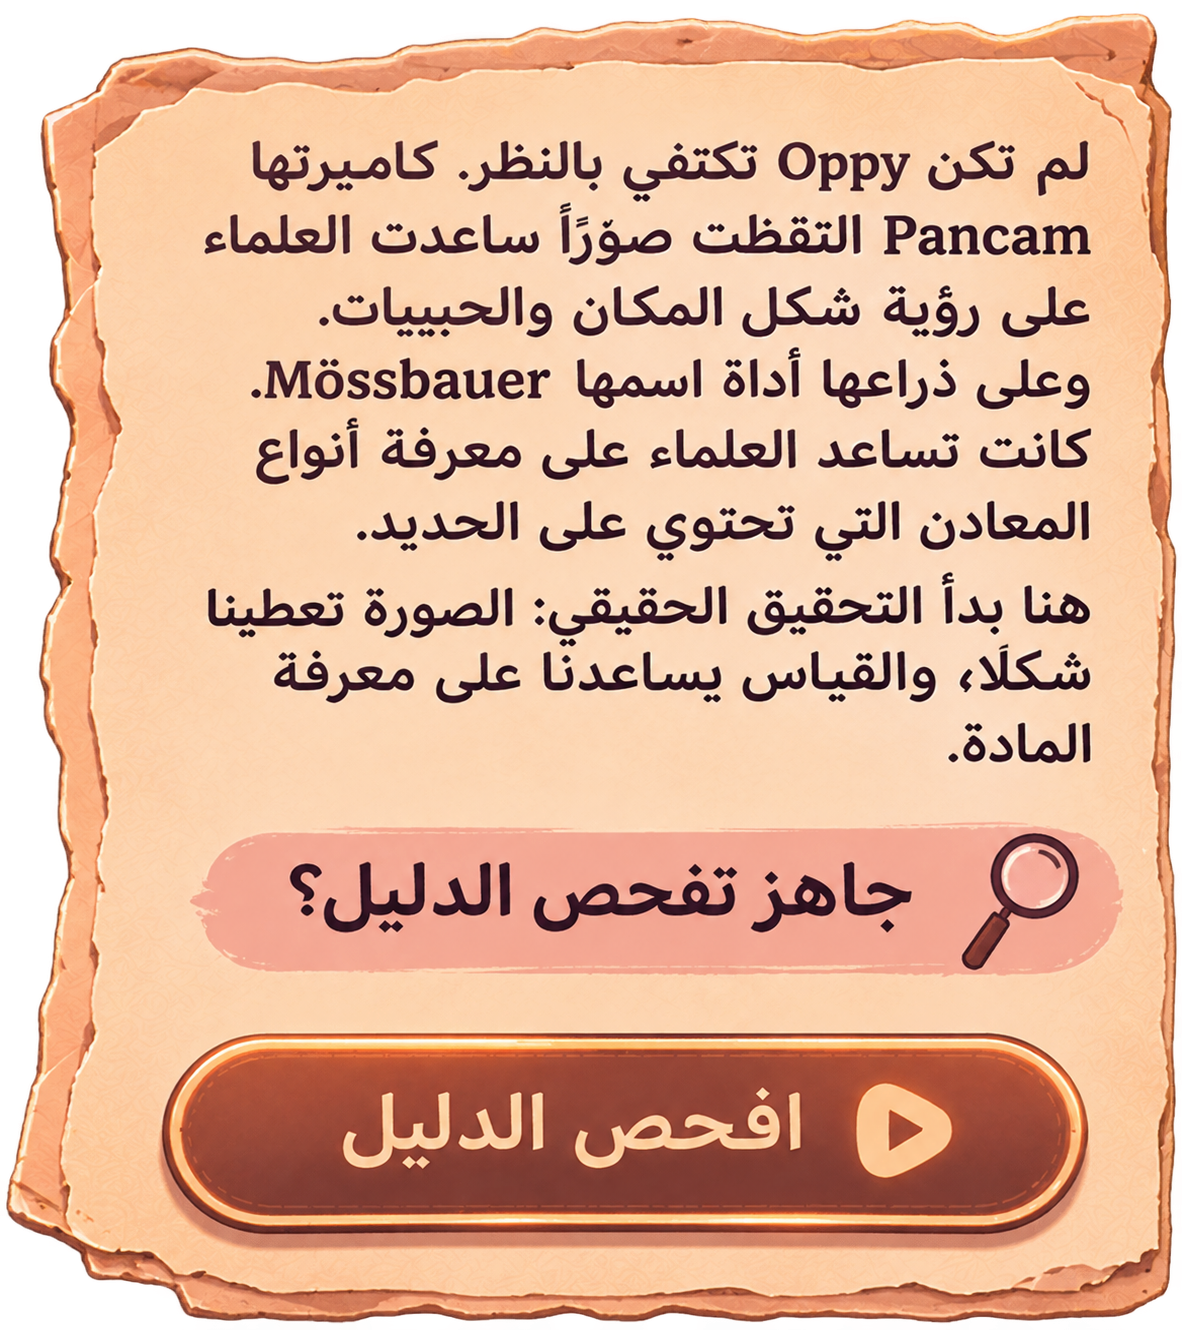 لم تكن Oppy تكتفي بالنظر. كاميرتها
Pancam التقظت صوٚرًاً ساعدت العلماء
على رؤية شكل المكان والحبييات.
وعلى ذراعها أداة اسمها Mössbauer.
كانت تساعد العلماء على معرفة أنواع
المعادن التي تحتوي على الحديد.
هنا بدأ التحقيق الحقيقي: الصورة تعطينا
شكلَا، والقياس يساعدنا على معرفة
المادة.
جاهز تفحص الدليل؟
افحص الدليل